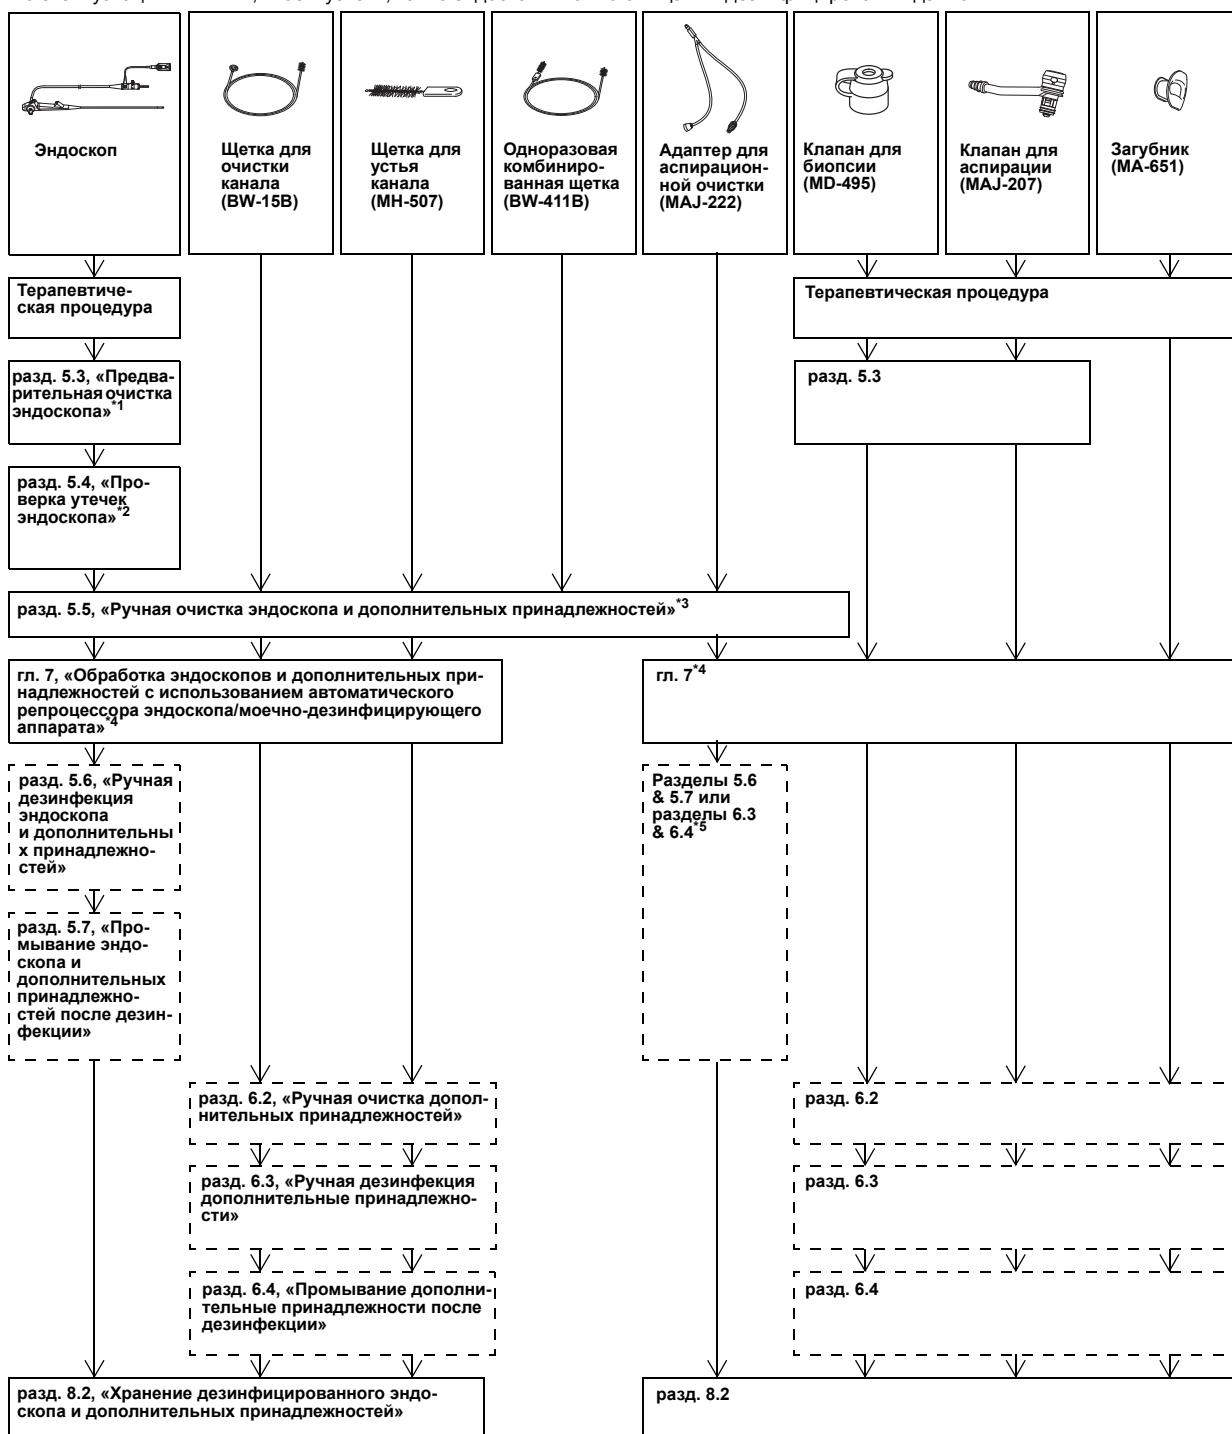 Эндоскоп
Щетка для
очистки
канала
(BW-15B)
Щетка для
устья
канала
(MH-507)
Одноразовая
комбиниро-
ванная щетка
(BW-411B)
Адаптер для
аспирацион-
ной очистки
(MAJ-222)
Клапан для
биопсии
(MD-495)
Клапан для
аспирации
(MAJ-207)
Загубник
(MA-651)
Терапевтиче-
ская процедура
Терапевтическая процедура
разд. 5.3, «Предва-
рительная очистка
эндоскопа»*1
разд. 5.3
разд. 5.4, «Про-
верка утечек
эндоскопа»*2
разд. 5.5, «Ручная очистка эндоскопа и дополнительных принадлежностей»*3
гл. 7, «Обработка эндоскопов и дополнительных при-
надлежностей с использованием автоматического
репроцессора эндоскопа/моечно-дезинфицирующего
аппарата»*4
гл. 7*4
разд. 5.6, «Ручная
дезинфекция
эндоскопа
и дополнительны
х принадлежно-
стей»
Разделы 5.6
& 5.7 или
разделы 6.3
& 6.4*5
разд. 5.7, «Про-
мывание эндо-
скопа и
дополнительных
принадлежно-
стей после дезин-
фекции»
разд. 6.2, «Ручная очистка допол-
нительных принадлежностей»
разд. 6.2
разд. 6.3, «Ручная дезинфекция
дополнительные принадлежно-
сти»
разд. 6.3
разд. 6.4, «Промывание дополни-
тельные принадлежности после
дезинфекции»
разд. 6.4
разд. 8.2, «Хранение дезинфицированного эндо-
скопа и дополнительных принадлежностей»
разд. 8.2